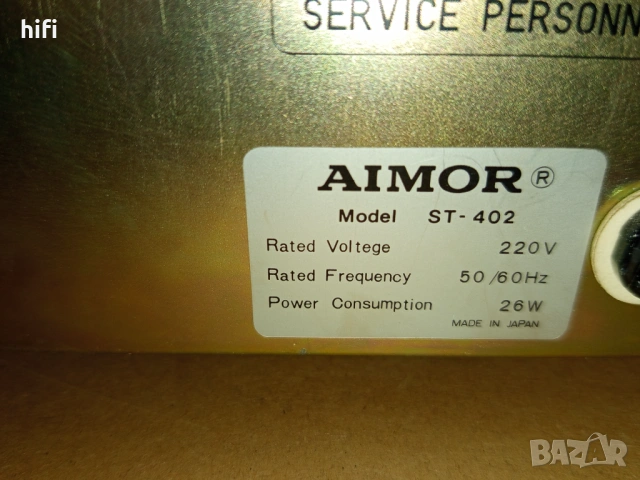 hifi
SERVICE PERSONN
AIMOR ®
Model ST-402
Rated Voltege 220V
Rated Frequency 50/60Hz
Power Consumption 26W
MADE IN JAPAN
BAZAR